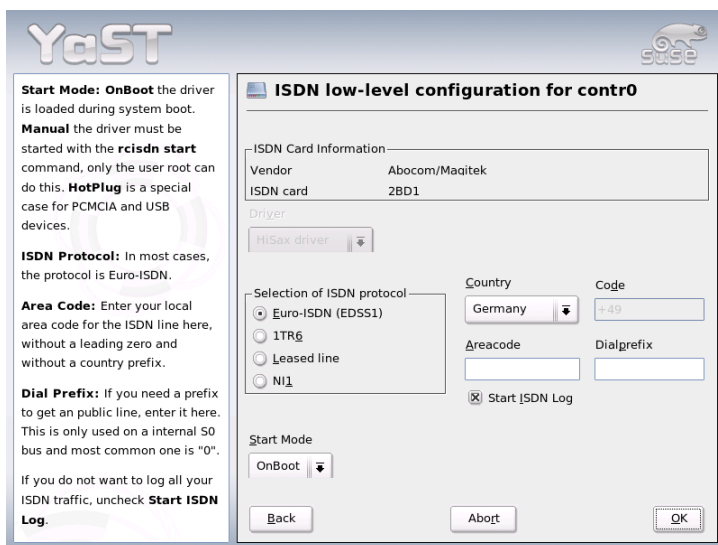 YaST
SUSE
Start Mode: OnBoot the driver
is loaded during system boot.
Manual the driver must be
started with the rcisdn start
command, only the user root can
do this. HotPlug is a special
case for PCMCIA and USB
devices.
ISDN Protocol: In most cases,
the protocol is Euro-ISDN.
Area Code: Enter your local
area code for the ISDN line here,
without a leading zero and
without a country prefix.
Dial Prefix: If you need a prefix
to get an public line, enter it here.
This is only used on a internal S0
bus and most common one is "0".
If you do not want to log all your
ISDN traffic, uncheck Start ISDN
Log.
ISDN low-level configuration for contr0
ISDN Card Information
Vendor Abocom/Magitek
ISDN card 2BD1
Driver
HiSax driver
Selection of ISDN protocol
Euro-ISDN (EDSS1)
1TR6
Leased line
NI1
Country Code
Germany +49
Areacode Dialprefix
Start ISDN Log
Start Mode
OnBoot
Back Abort OK